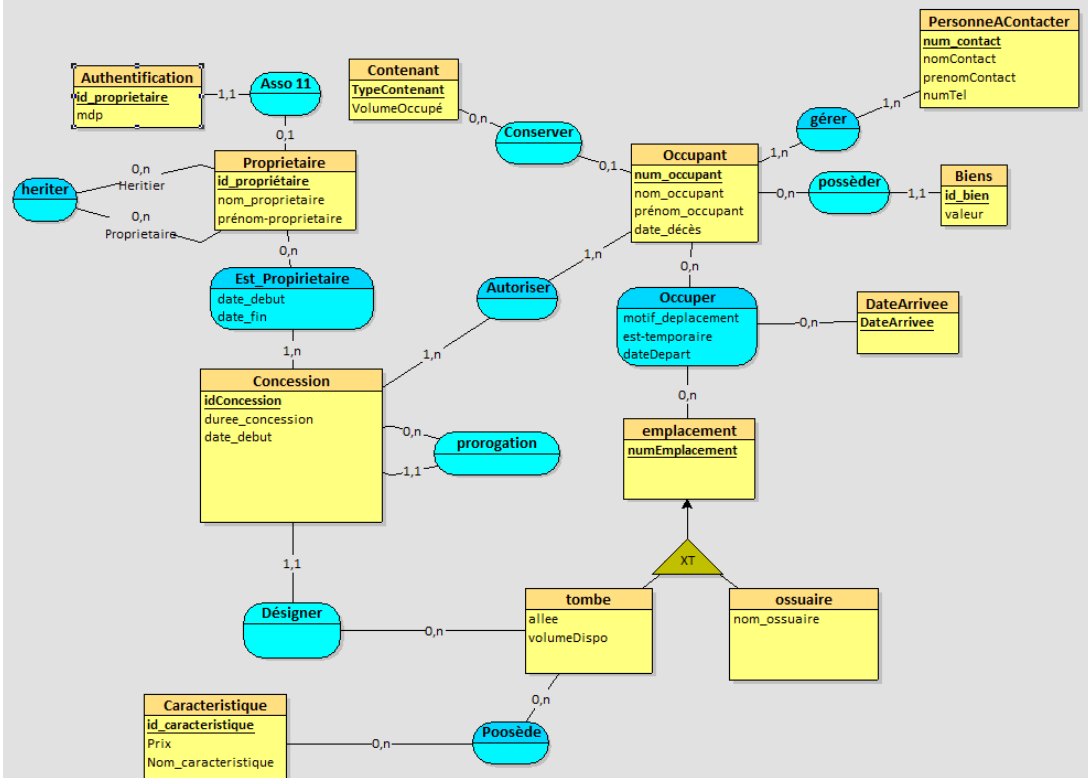 PersonneAContacter
num_contact
nomContact
prenomContact
numTel
Authentification
id_proprietaire
mdp
1,1
Asso 11
0,1
Contenant
TypeContenant
VolumeOccupé
0,n
Conserver
0,1
gérer
1,n
1,n
Occupant
num_occupant
nom_occupant
prénom_occupant
date_décès
0,n
possèder
1,1
Biens
id_bien
valeur
heriter
0,n
Heritier
0,n
Proprietaire
Proprietaire
id_propriétaire
nom_proprietaire
prénom-proprietaire
0,n
Est_Propirietaire
date_debut
date_fin
1,n
Autoriser
1,n
1,n
0,n
Occuper
motif_deplacement
est-temporaire
dateDepart
0,n
DateArrivee
DateArrivee
0,n
Concession
idConcession
duree_concession
date_debut
0,n
prorogation
1,1
emplacement
numEmplacement
XT
1,1
Désigner
0,n
tombe
allee
volumeDispo
ossuaire
nom_ossuaire
0,n
Poosède
0,n
Caracteristique
id_caracteristique
Prix
Nom_caracteristique